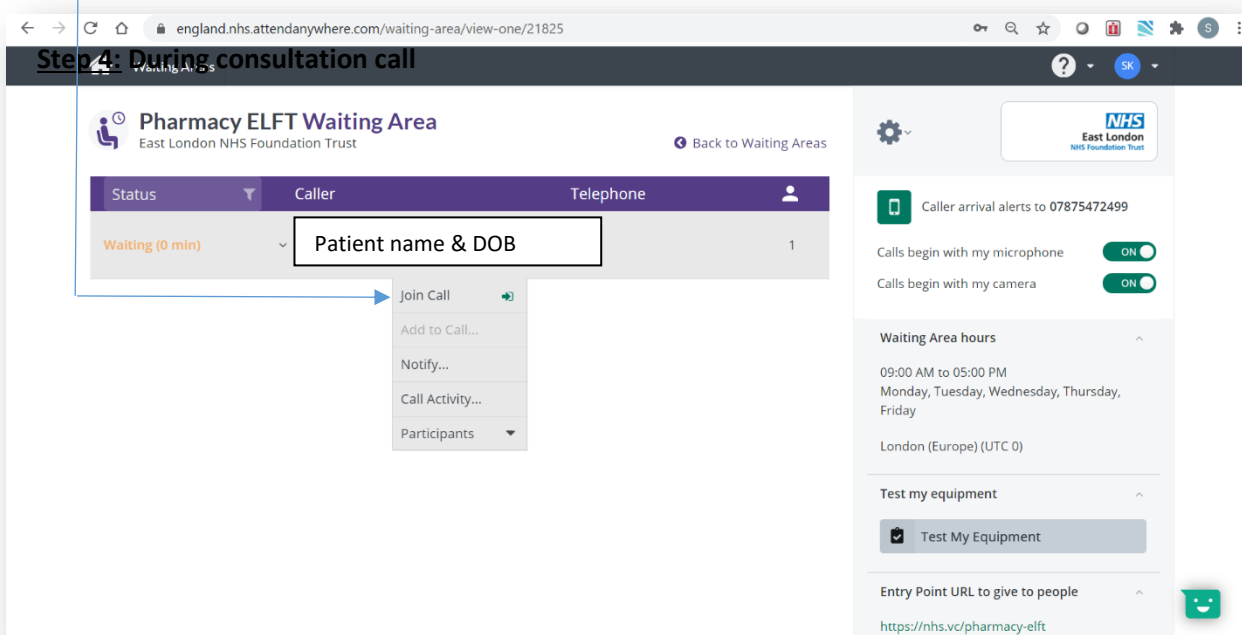 england.nhs.attendanywhere.com/waiting-area/view-one/21825
S
Step 4: During consultation call
Waiting Areas
?
SK
Pharmacy ELFT Waiting Area
East London NHS Foundation Trust
Back to Waiting Areas
NHS
East London
NHS Foundation Trust
Status
Caller
Telephone
Waiting (0 min)
Patient name & DOB
1
Join Call
Add to Call...
Notify...
Call Activity...
Participants
Caller arrival alerts to 07875472499
Calls begin with my microphone
ON
Calls begin with my camera
ON
Waiting Area hours
09:00 AM to 05:00 PM
Monday, Tuesday, Wednesday, Thursday,
Friday
London (Europe) (UTC 0)
Test my equipment
Test My Equipment
Entry Point URL to give to people
https://nhs.vc/pharmacy-elft